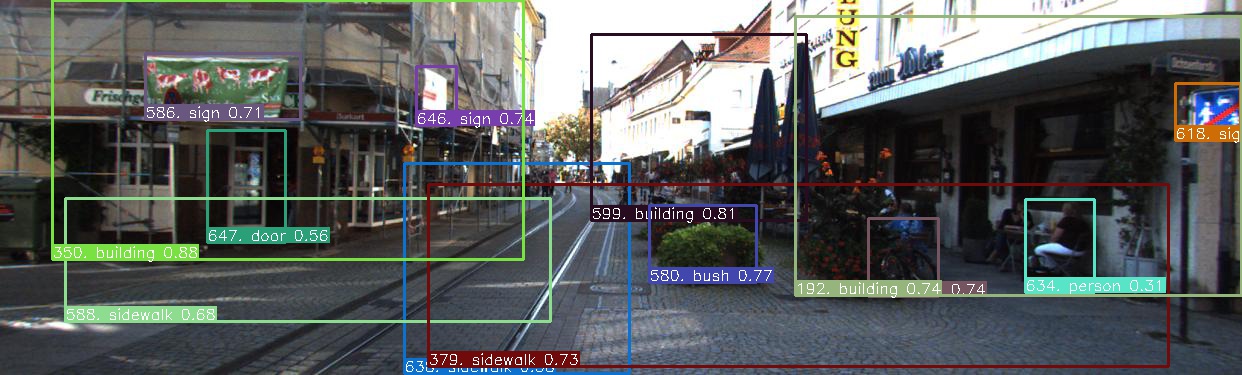 UNG
zum Adler
Frischge
586. sign 0.71
646. sign 0.74
Burkart
618. sig
647. door 0.56
599. building 0.81
350. building 0.88
580. bush 0.77
192. building 0.74
0.74
634. person 0.31
588. sidewalk 0.68
379. sidewalk 0.73